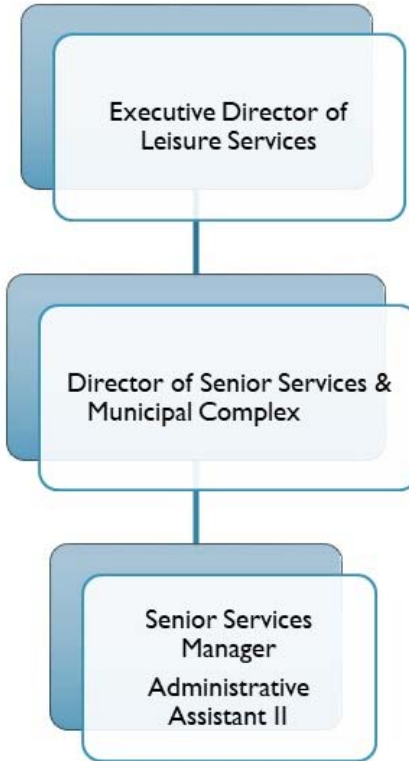 Executive Director of
Leisure Services
Director of Senior Services &
Municipal Complex
Senior Services
Manager
Administrative
Assistant II